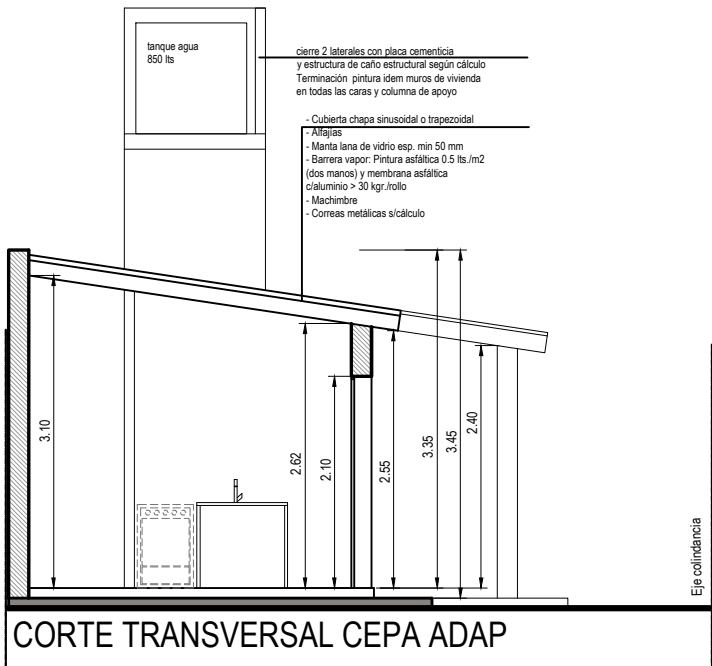 tanque agua
850 lts
cierre 2 laterales con placa cementicia
y estructura de caño estructural según cálculo
Terminación pintura idem muros de vivienda
en todas las caras y columna de apoyo
- Cubierta chapa sinusoidal o trapezoidal
- Alfajías
- Manta lana de vidrio esp. min 50 mm
- Barrera vapor: Pintura asfáltica 0.5 lts./m2
(dos manos) y membrana asfáltica
c/aluminio > 30 kgr./rollo
- Machimbre
- Correas metálicas s/cálculo
3.10
2.62
2.10
2.55
3.35
3.45
2.40
Eje colindancia
CORTE TRANSVERSAL CEPA ADAP